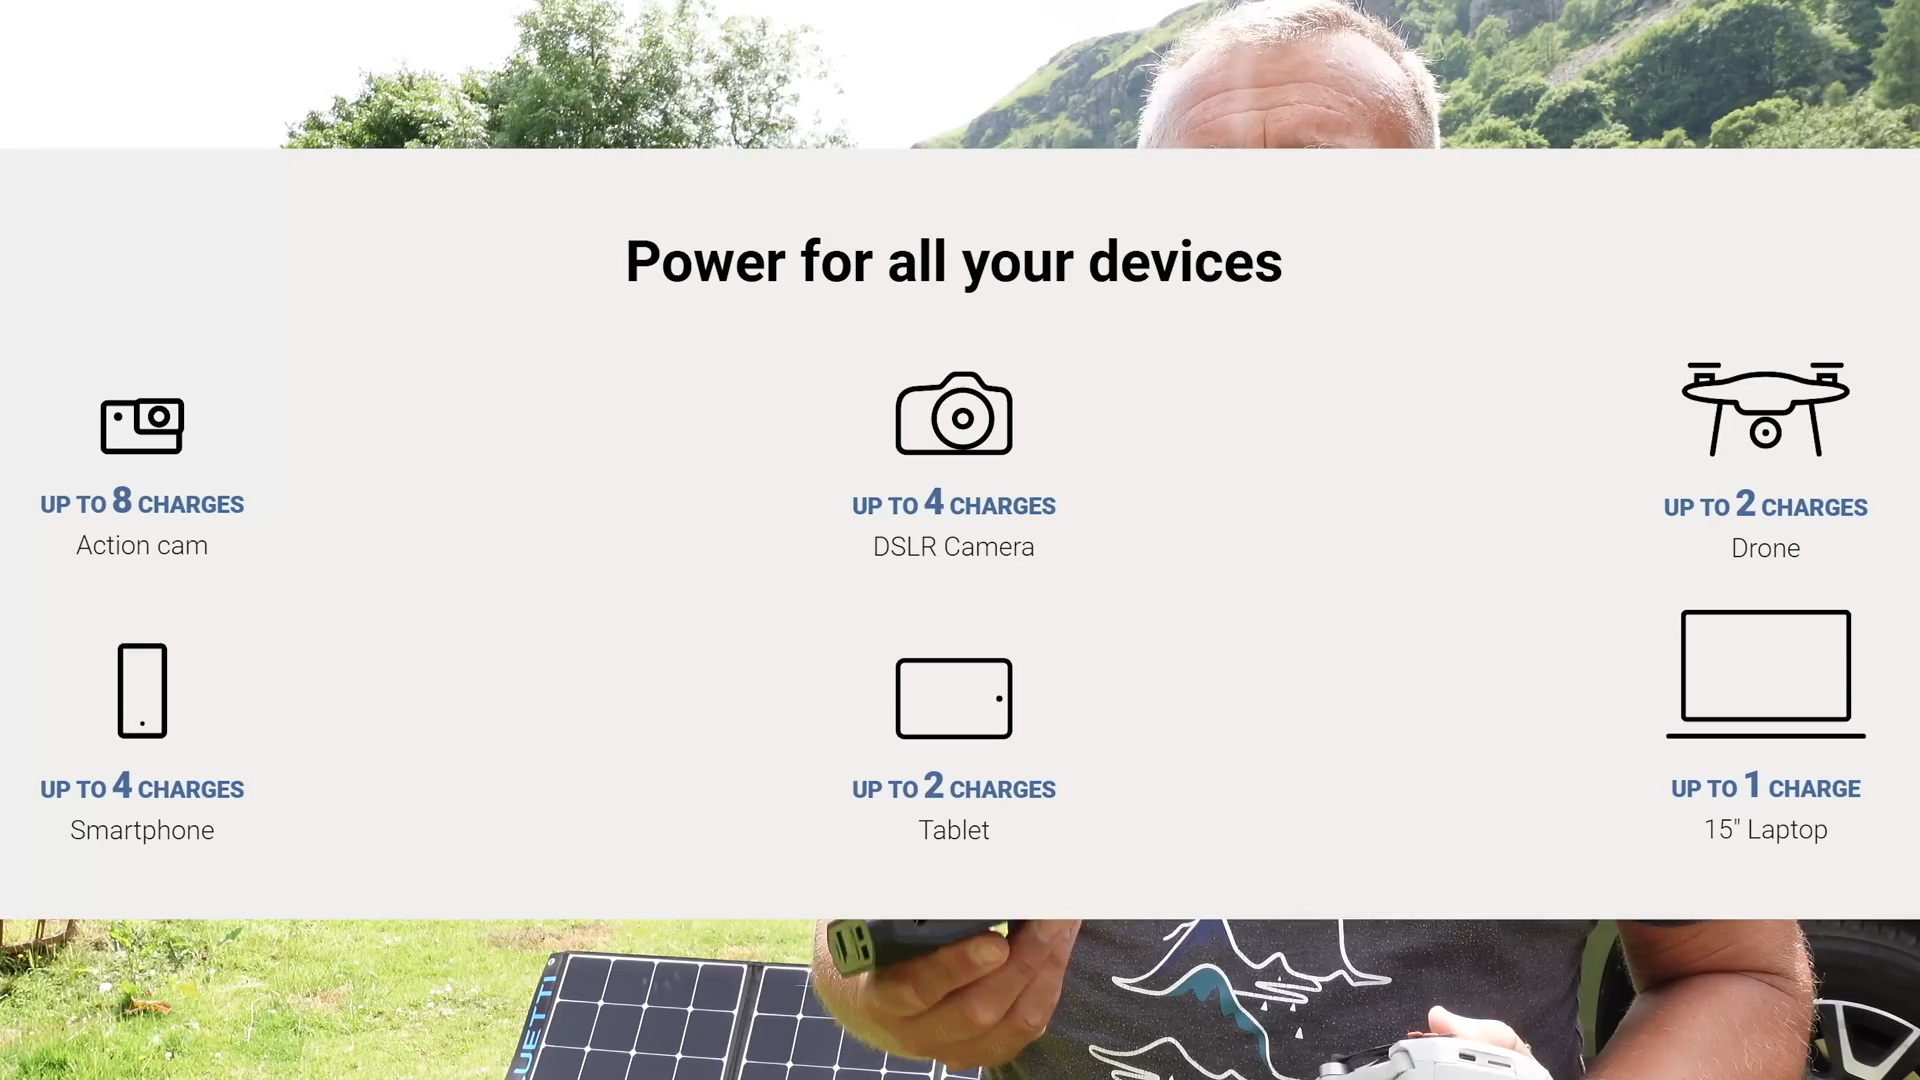 Power for all your devices
UP TO 8 CHARGES
Action cam
UP TO 4 CHARGES
DSLR Camera
UP TO 2 CHARGES
Drone
UP TO 4 CHARGES
Smartphone
UP TO 2 CHARGES
Tablet
UP TO 1 CHARGE
15" Laptop
LUETTI